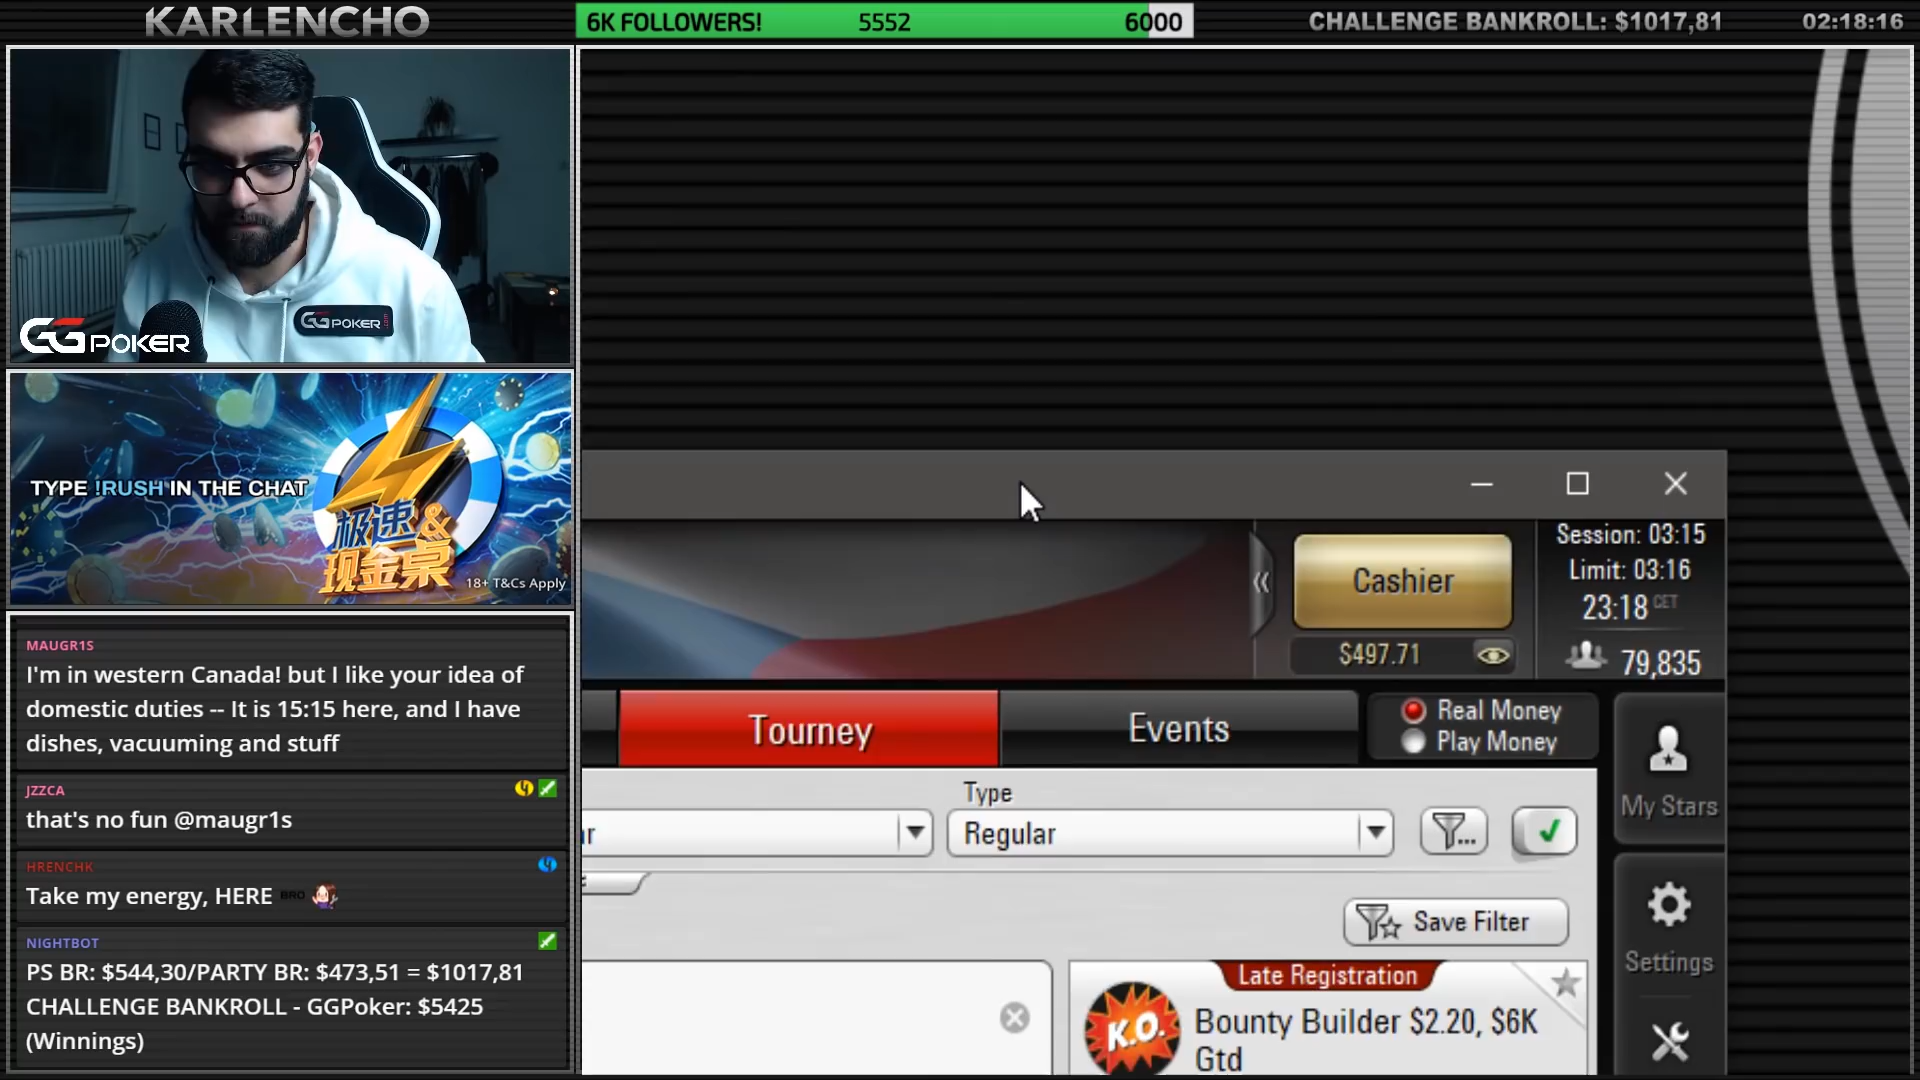 KARLENCHO
6K FOLLOWERS! 5552 6000
CHALLENGE BANKROLL: $1017,81
02:18:16
GGPOKER
GGPOKER.com
TYPE !RUSH IN THE CHAT
极速&
现金桌
18+ T&Cs Apply
MAUGR1S
I'm in western Canada! but I like your idea of
domestic duties -- It is 15:15 here, and I have
dishes, vacuuming and stuff
JZZCA
that's no fun @maugr1s
HRENCHK
Take my energy, HERE BRO
NIGHTBOT
PS BR: $544,30/PARTY BR: $473,51 = $1017,81
CHALLENGE BANKROLL - GGPoker: $5425
(Winnings)
Cashier
$497.71
Session: 03:15
Limit: 03:16
23:18 CET
79,835
Tourney
Events
Real Money
Play Money
My Stars
Type
Regular
Save Filter
Settings
Late Registration
K.O.
Bounty Builder $2.20, $6K
Gtd